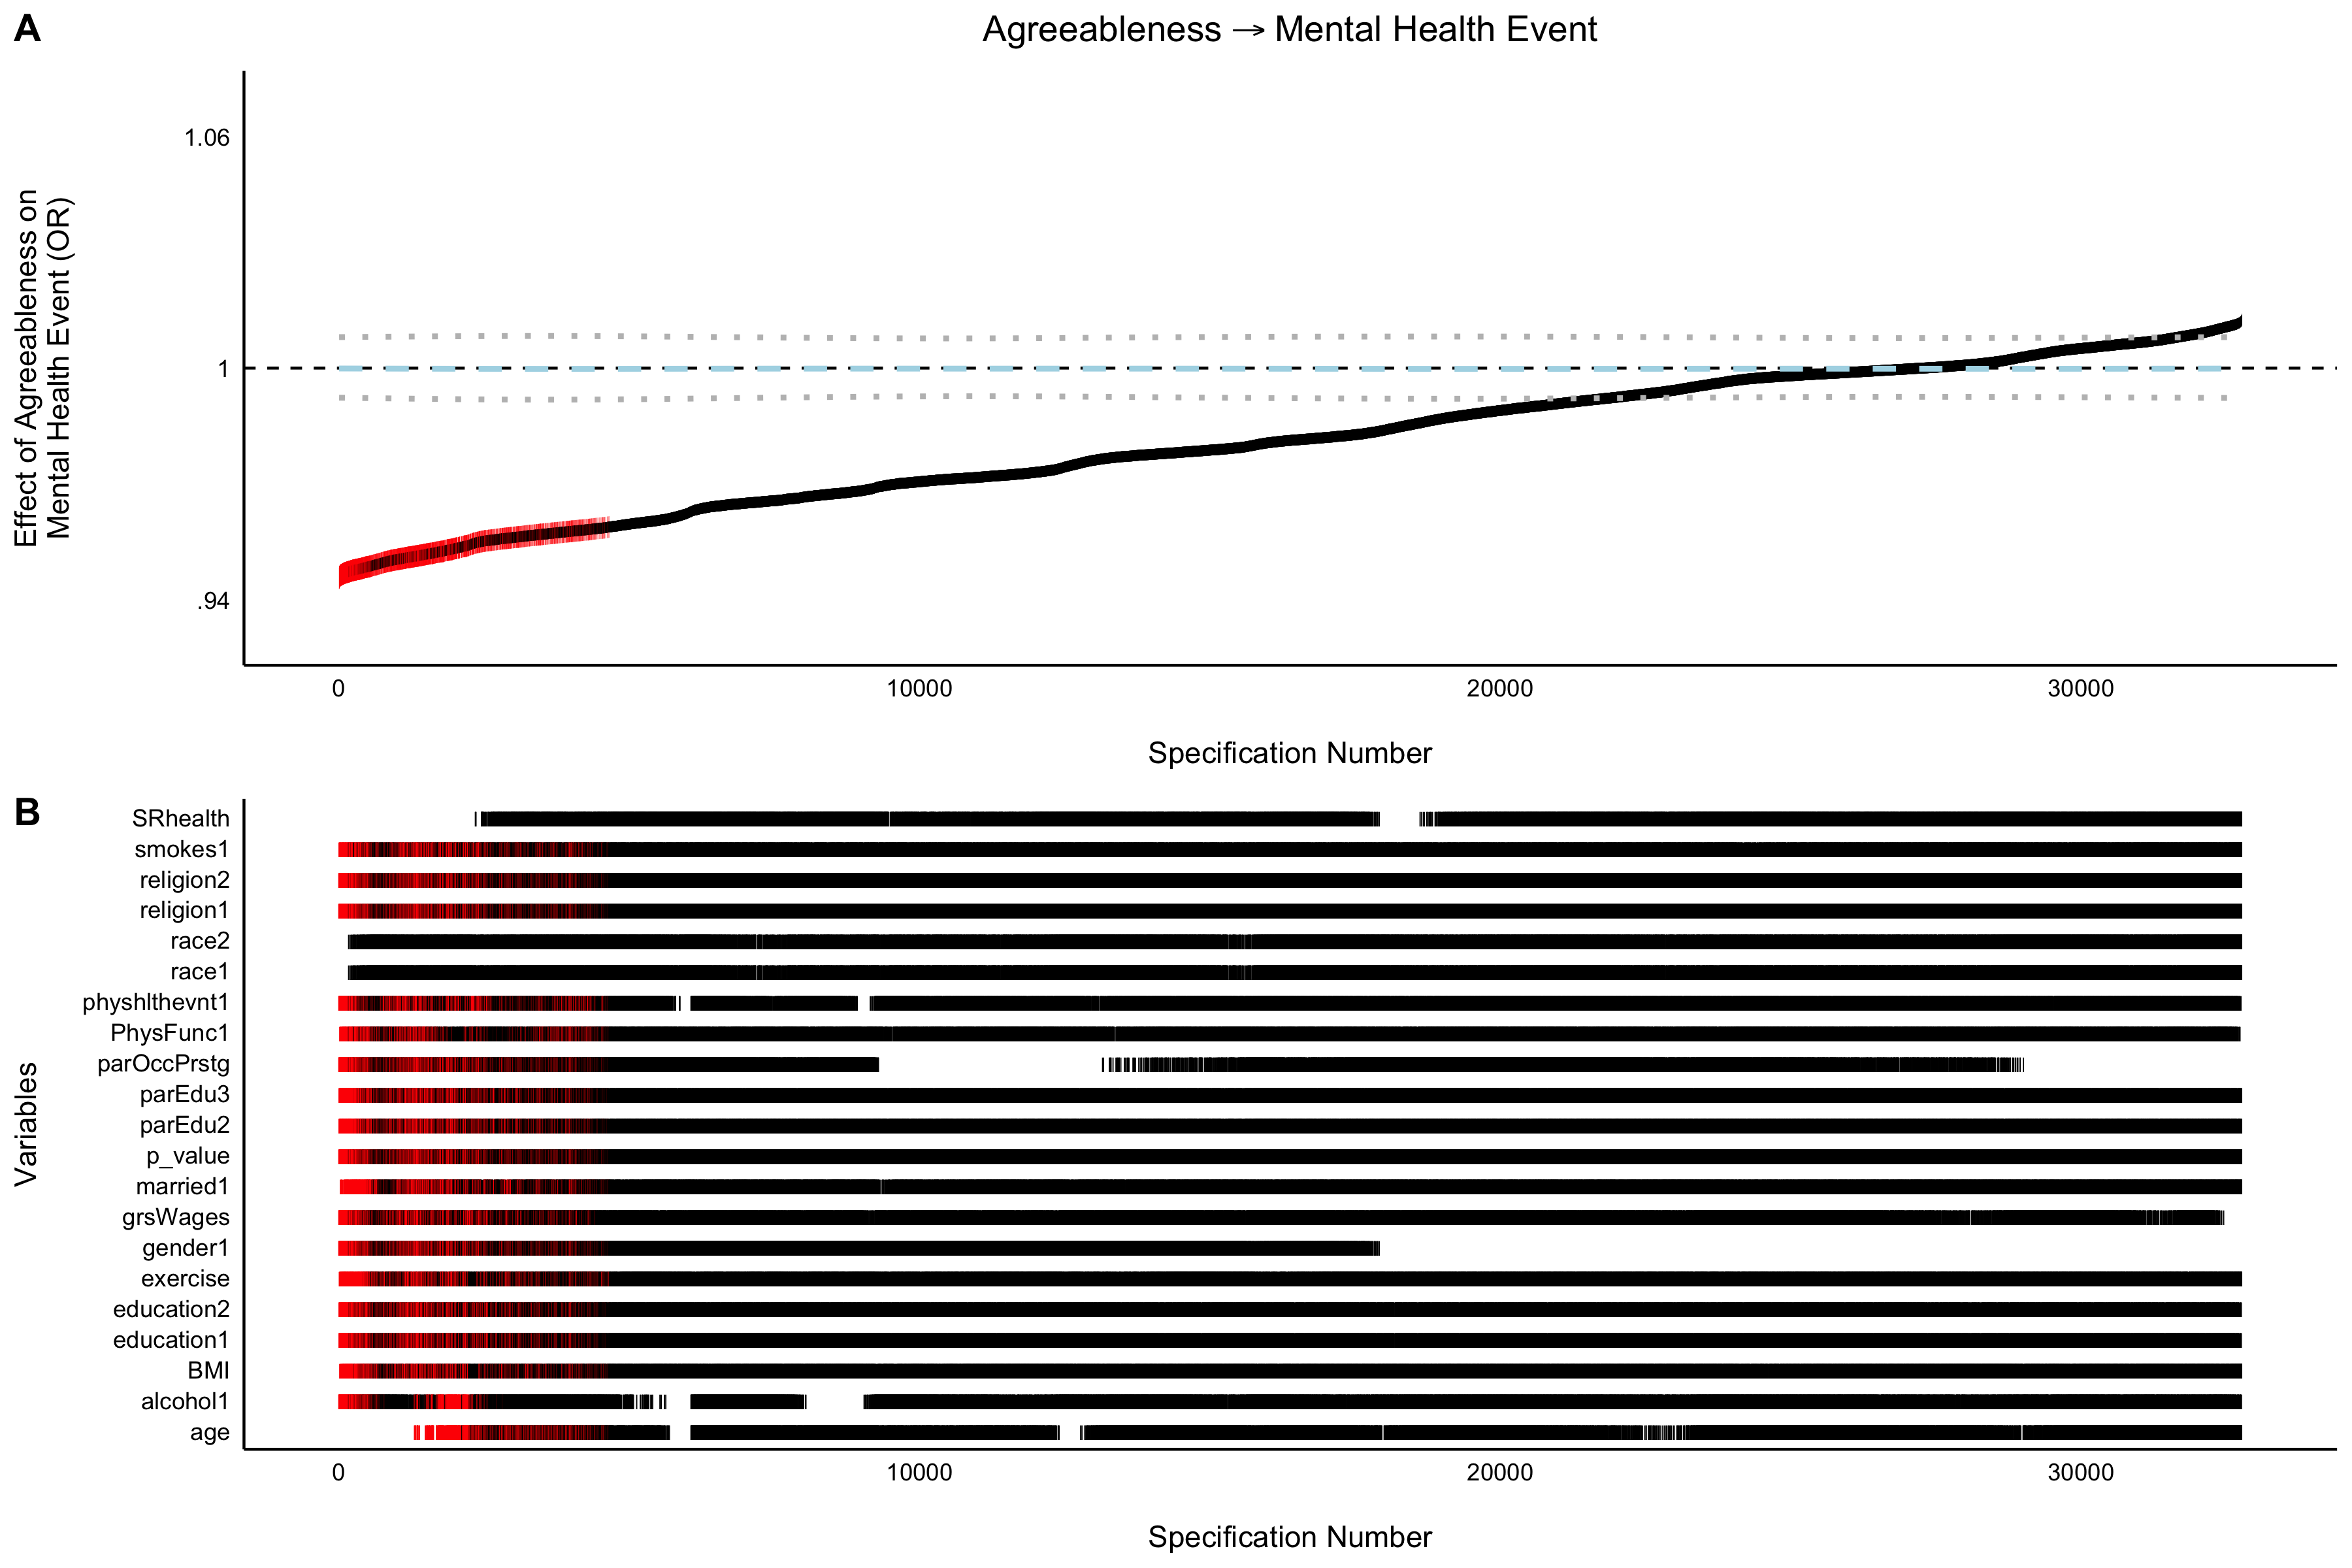 A
Agreeableness → Mental Health Event
Effect of Agreeableness on
Mental Health Event (OR)
1.06
1
.94
0 10000 20000 30000
Specification Number
B
Variables
SRhealth
smokes1
religion2
religion1
race2
race1
physhlthevnt1
PhysFunc1
parOccPrstg
parEdu3
parEdu2
p_value
married1
grsWages
gender1
exercise
education2
education1
BMI
alcohol1
age
0 10000 20000 30000
Specification Number